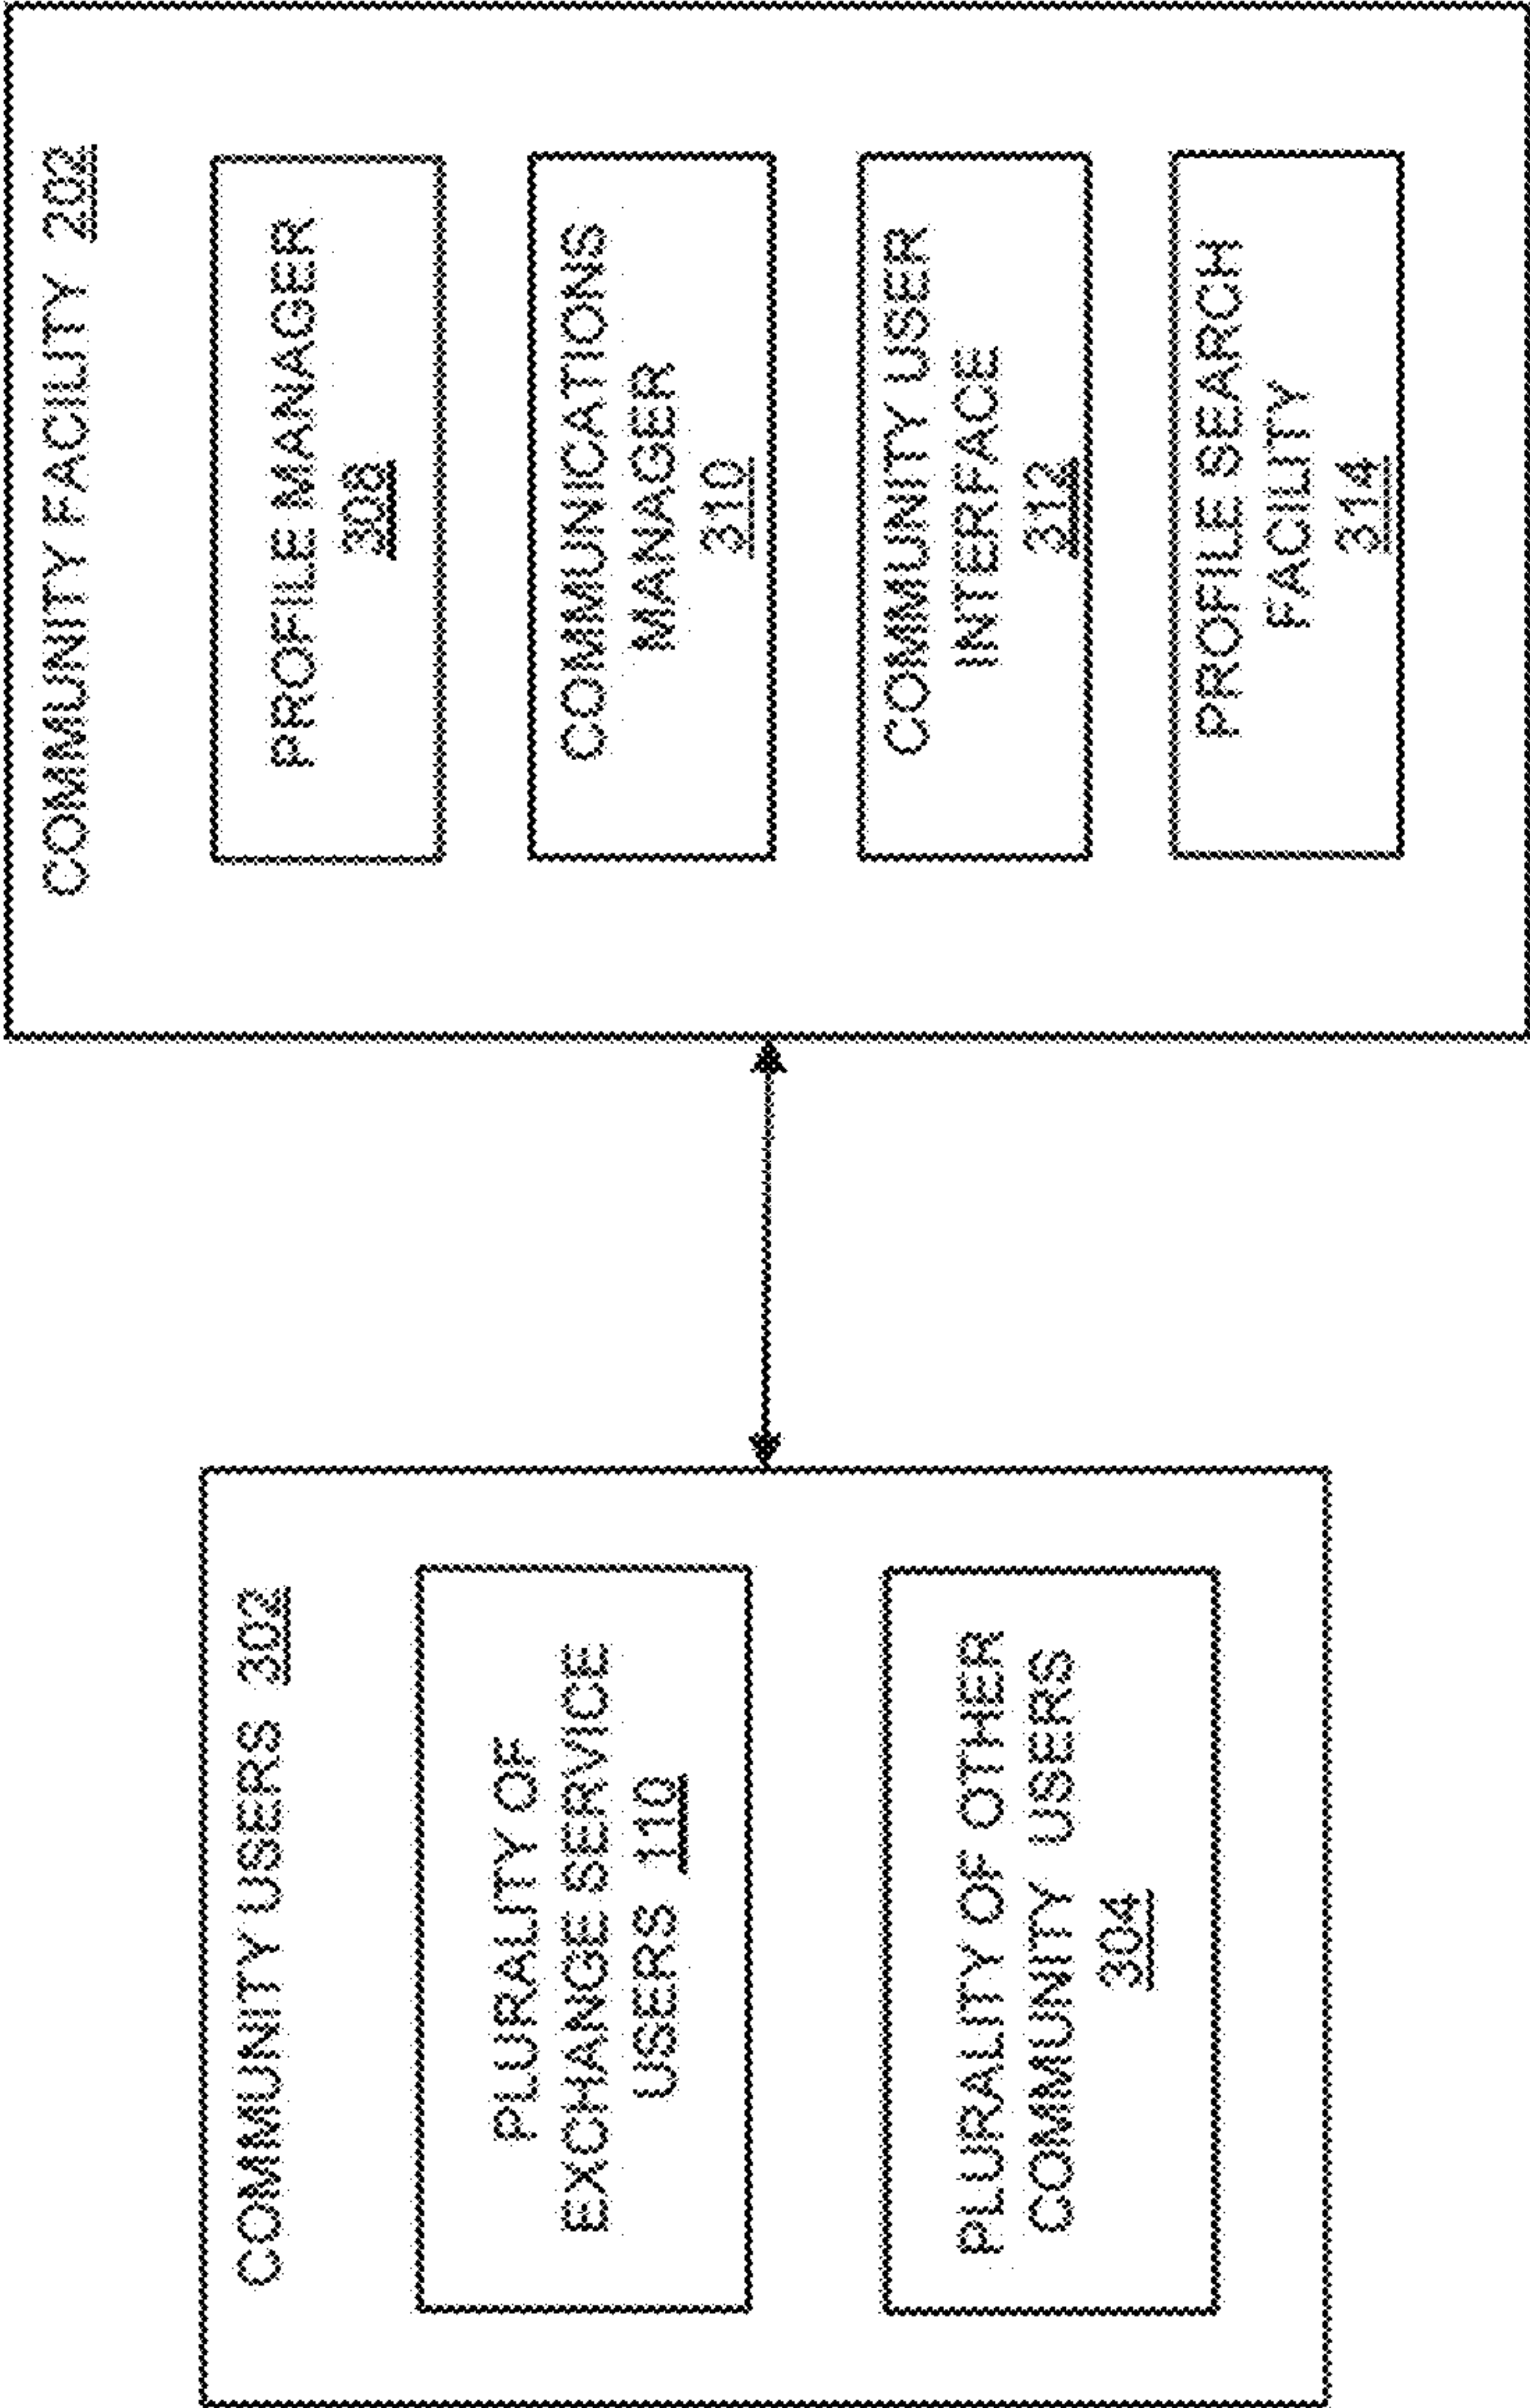 COMMUNITY USERS 302
PLURALITY OF
EXCHANGE SERVICE
USERS 110
PLURALITY OF OTHER
COMMUNITY USERS
304
COMMUNITY FACILITY 202
PROFILE MANAGER
308
COMMUNICATIONS
MANAGER
310
COMMUNITY USER
INTERFACE
312
PROFILE SEARCH
FACILITY
314